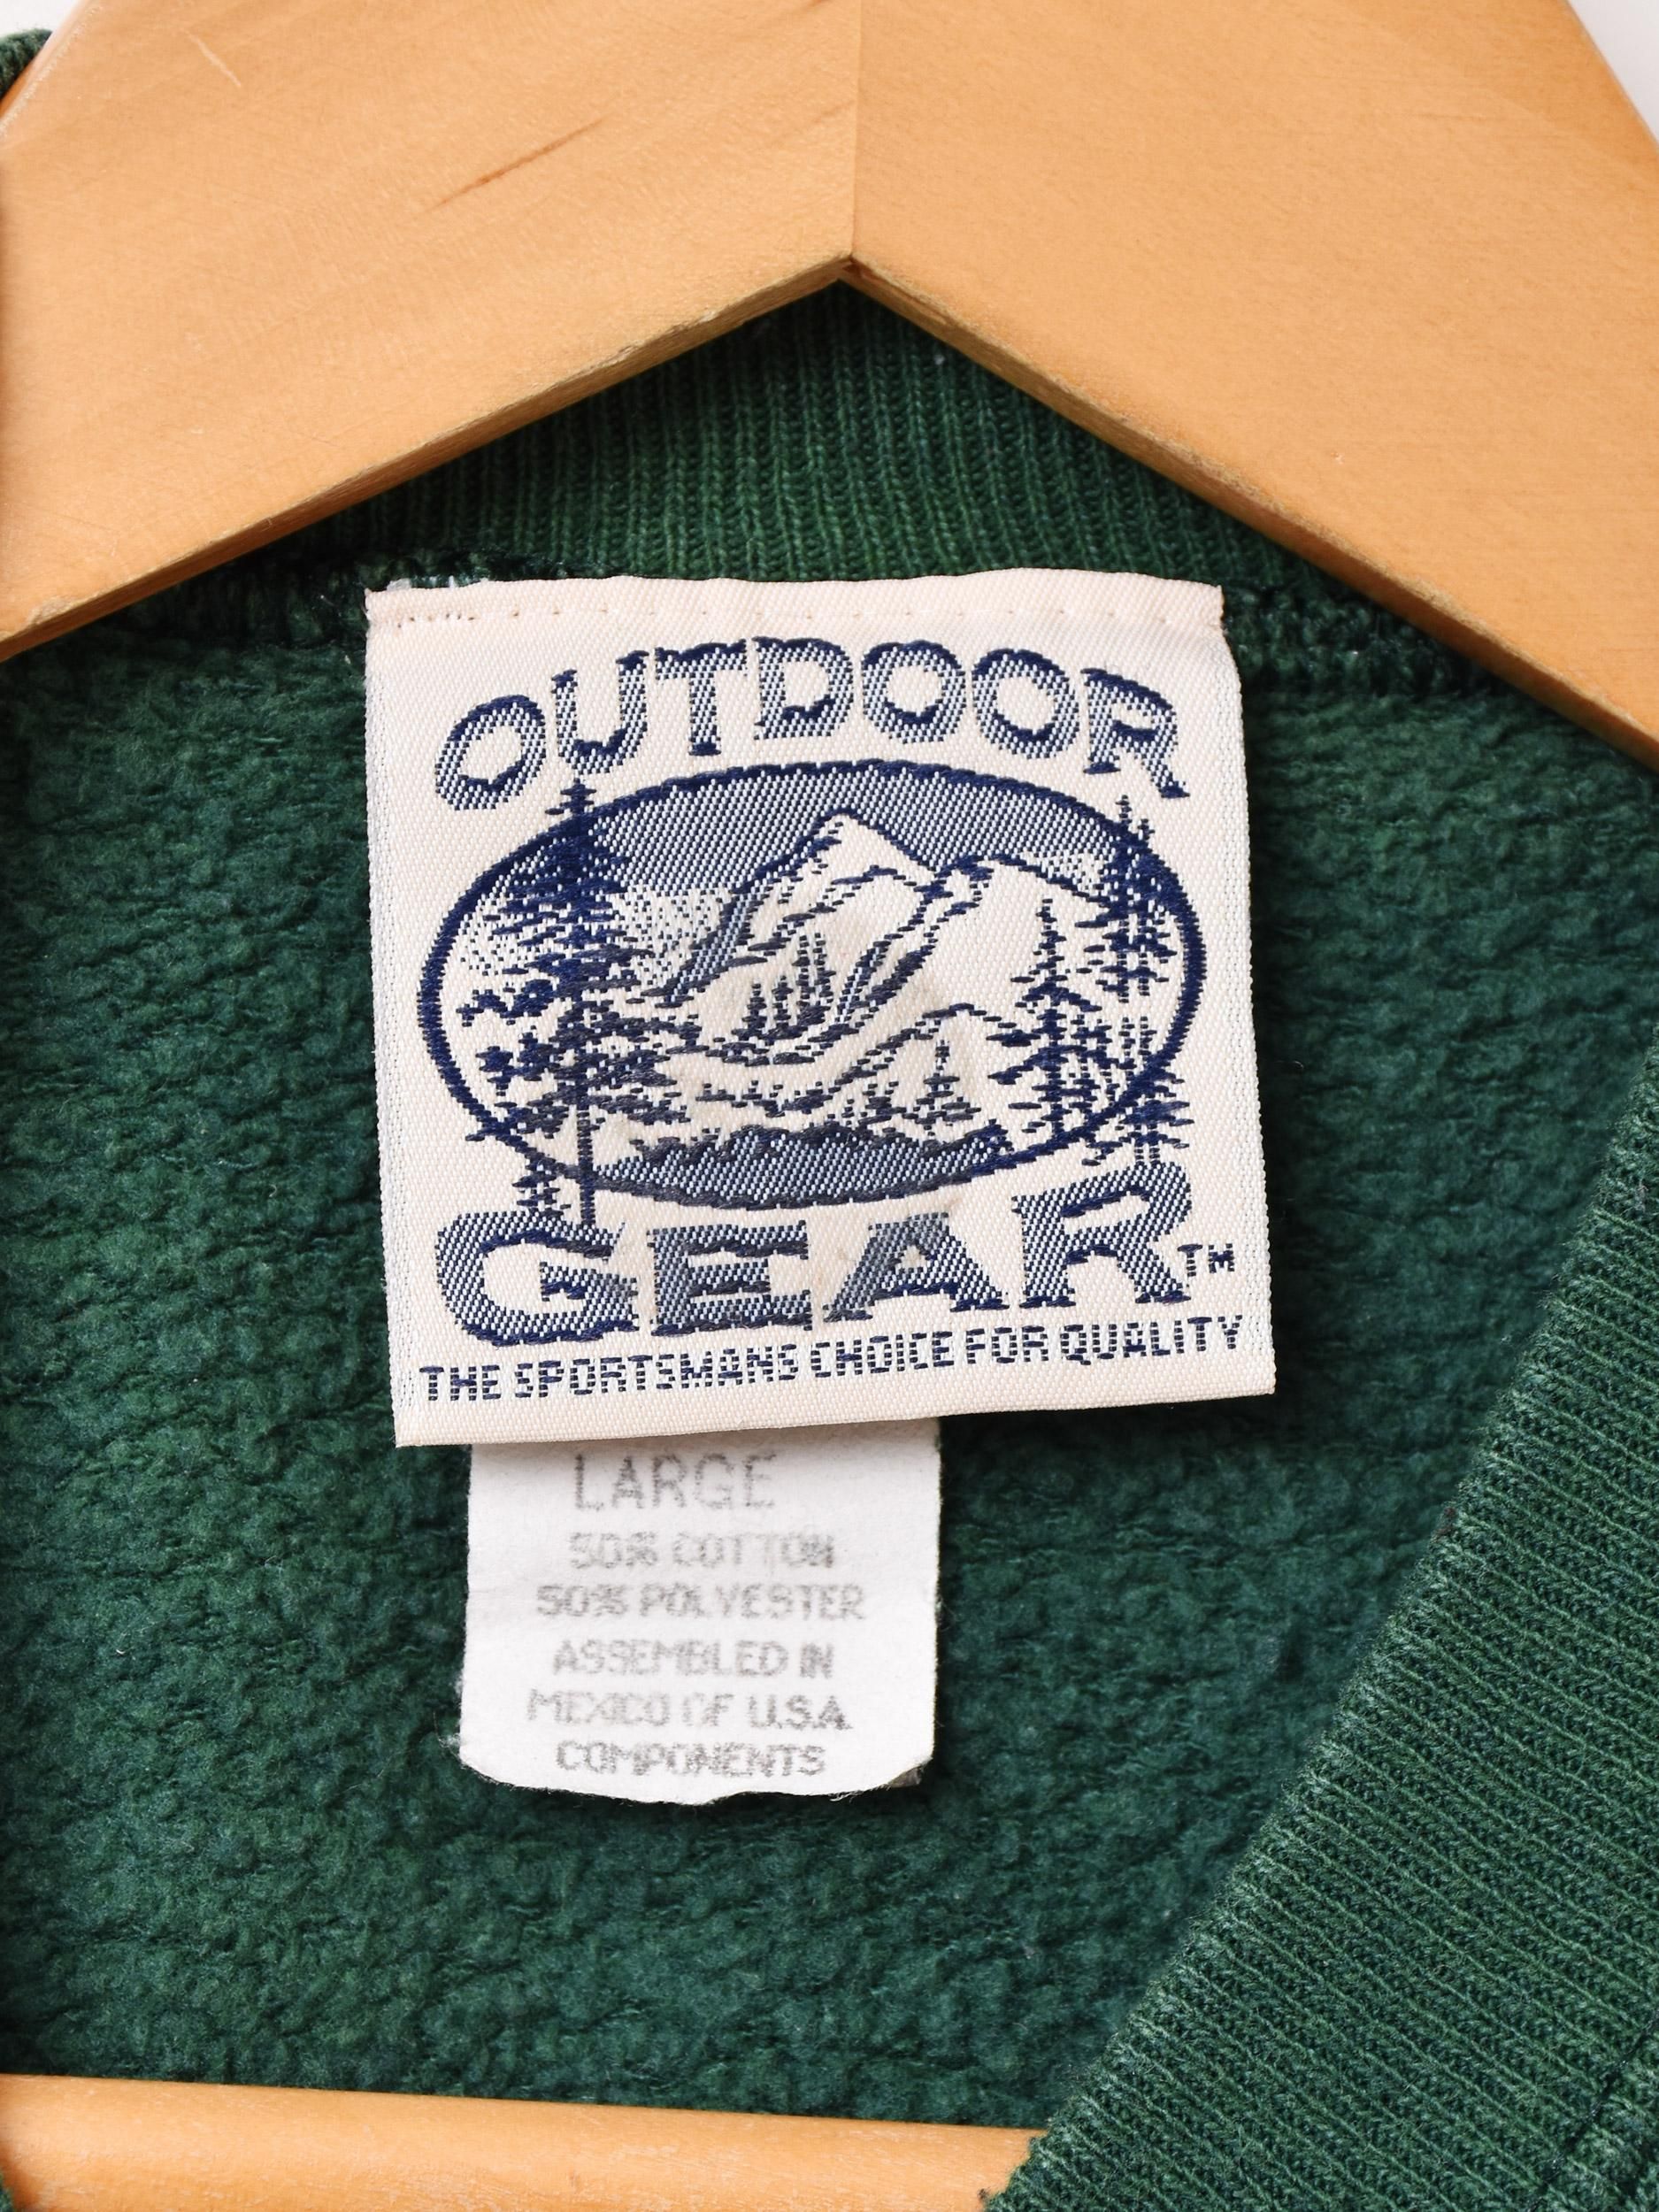 OUTDOOR
GEAR™
THE SPORTSMANS CHOICE FOR QUALITY
LARGE
50% COTTON
50% POLYESTER
ASSEMBLED IN
MEXICO OF U.S.A.
COMPONENTS